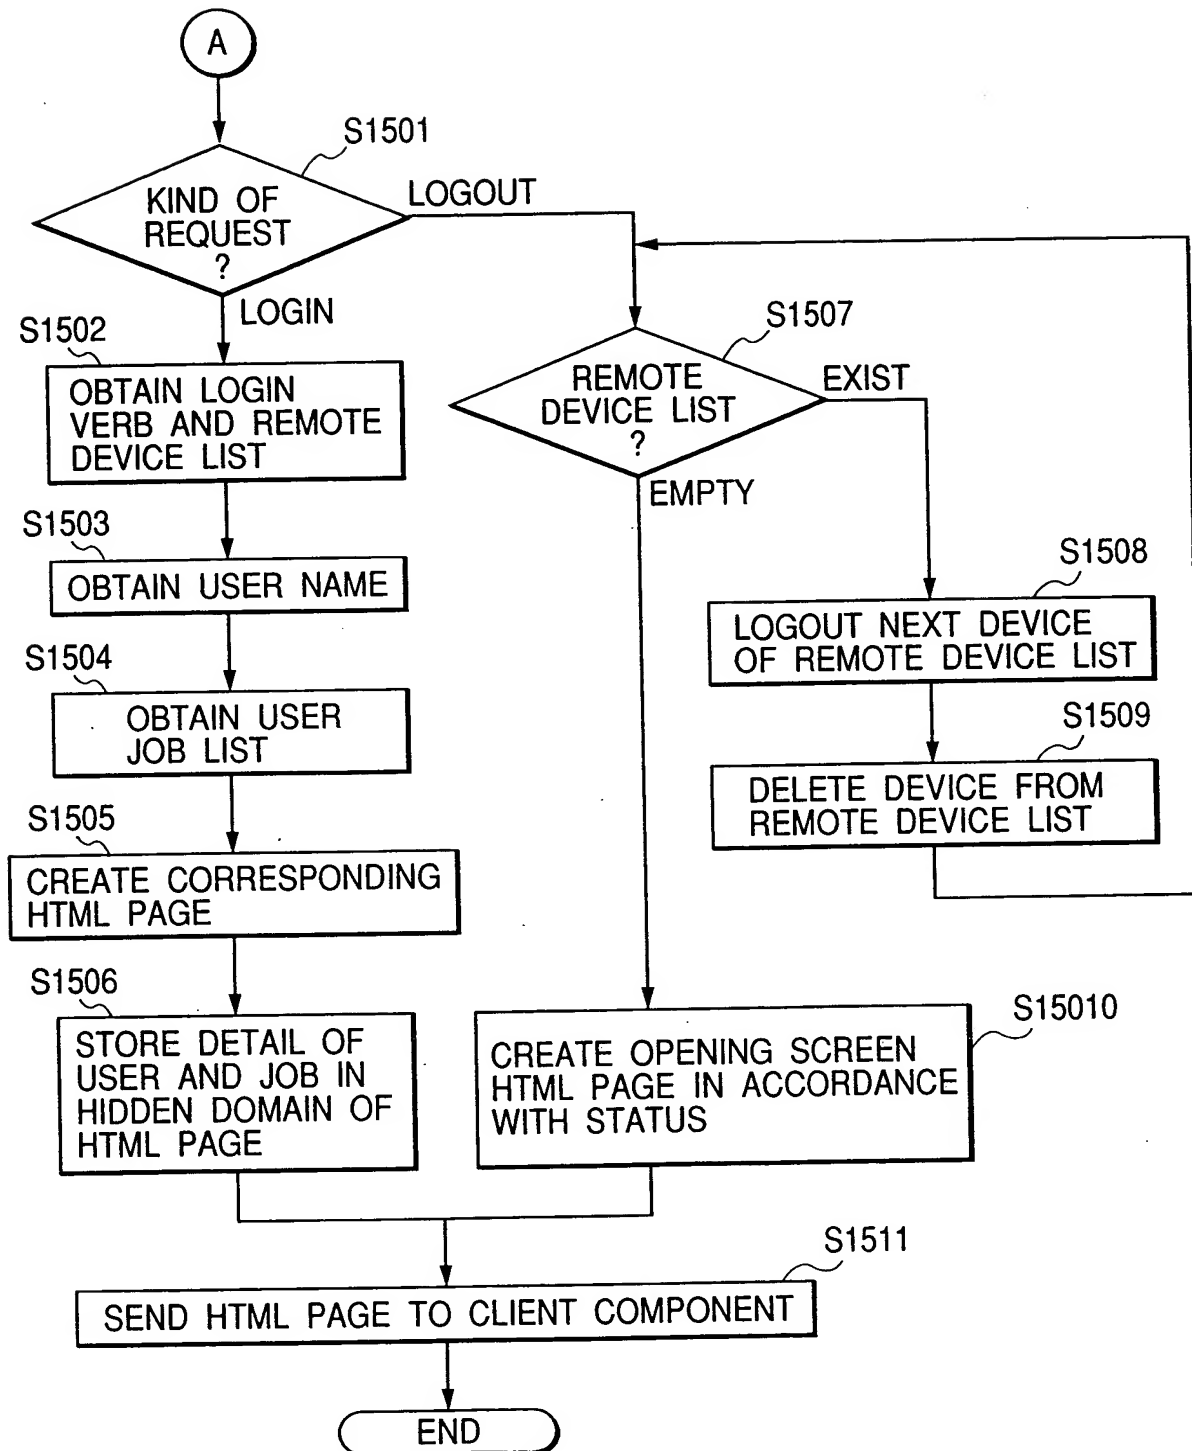 A
S1501
KIND OF
REQUEST
?
LOGOUT
LOGIN
S1502
OBTAIN LOGIN
VERB AND REMOTE
DEVICE LIST
S1503
OBTAIN USER NAME
S1504
OBTAIN USER
JOB LIST
S1505
CREATE CORRESPONDING
HTML PAGE
S1506
STORE DETAIL OF
USER AND JOB IN
HIDDEN DOMAIN OF
HTML PAGE
S1507
REMOTE
DEVICE LIST
?
EXIST
EMPTY
S1508
LOGOUT NEXT DEVICE
OF REMOTE DEVICE LIST
S1509
DELETE DEVICE FROM
REMOTE DEVICE LIST
S15010
CREATE OPENING SCREEN
HTML PAGE IN ACCORDANCE
WITH STATUS
S1511
SEND HTML PAGE TO CLIENT COMPONENT
END